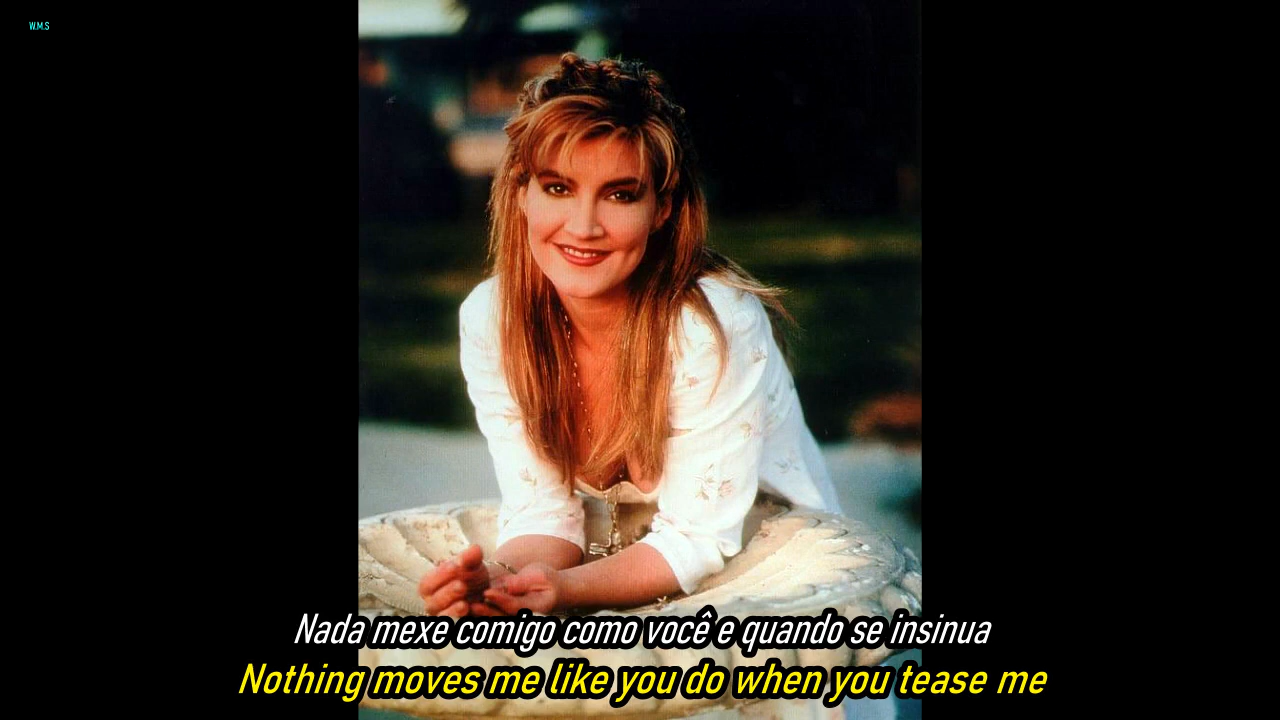 W.M.S
Nada mexe comigo como você e quando se insinua
Nothing moves me like you do when you tease me